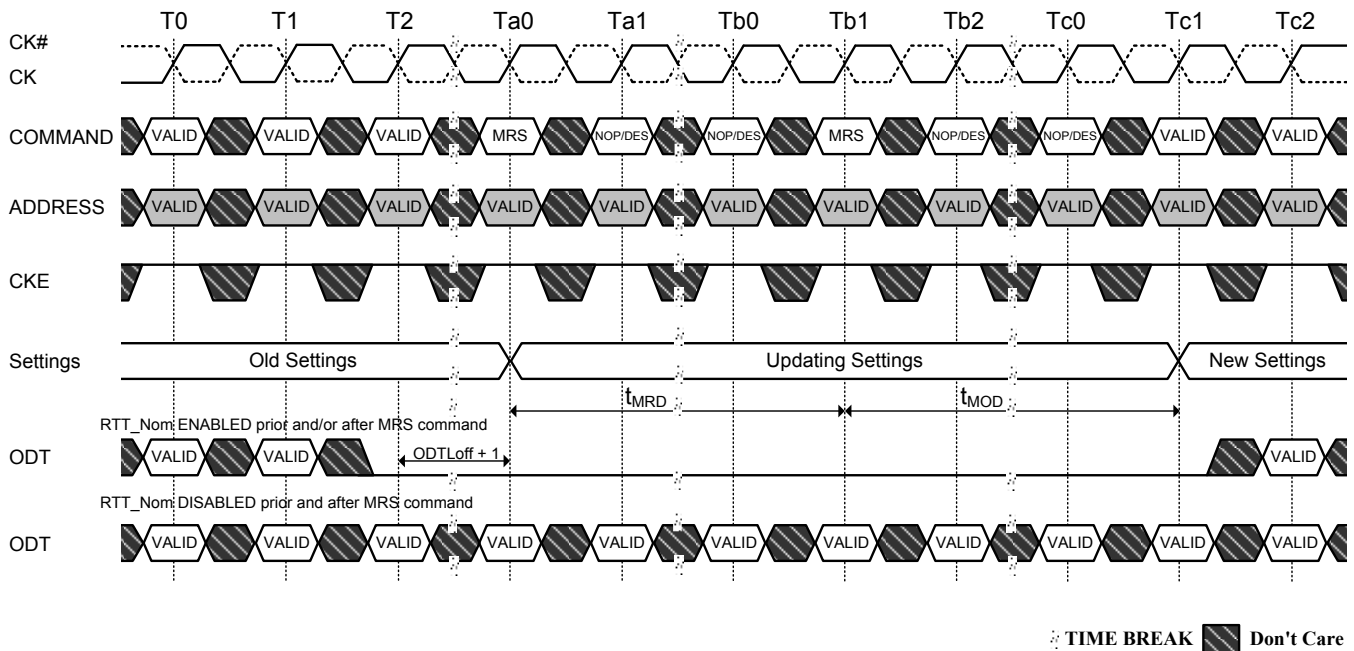 T0 T1 T2 Ta0 Ta1 Tb0 Tb1 Tb2 Tc0 Tc1 Tc2
CK#
CK
COMMAND VALID VALID VALID MRS NOP/DES NOP/DES MRS NOP/DES NOP/DES VALID VALID
ADDRESS VALID VALID VALID VALID VALID VALID VALID VALID VALID VALID VALID
CKE
Settings Old Settings Updating Settings New Settings
tMRD tMOD
RTT_Nom ENABLED prior and/or after MRS command
ODT VALID VALID ODTLoff + 1 VALID
RTT_Nom DISABLED prior and after MRS command
ODT VALID VALID VALID VALID VALID VALID VALID VALID VALID VALID VALID
TIME BREAK Don't Care